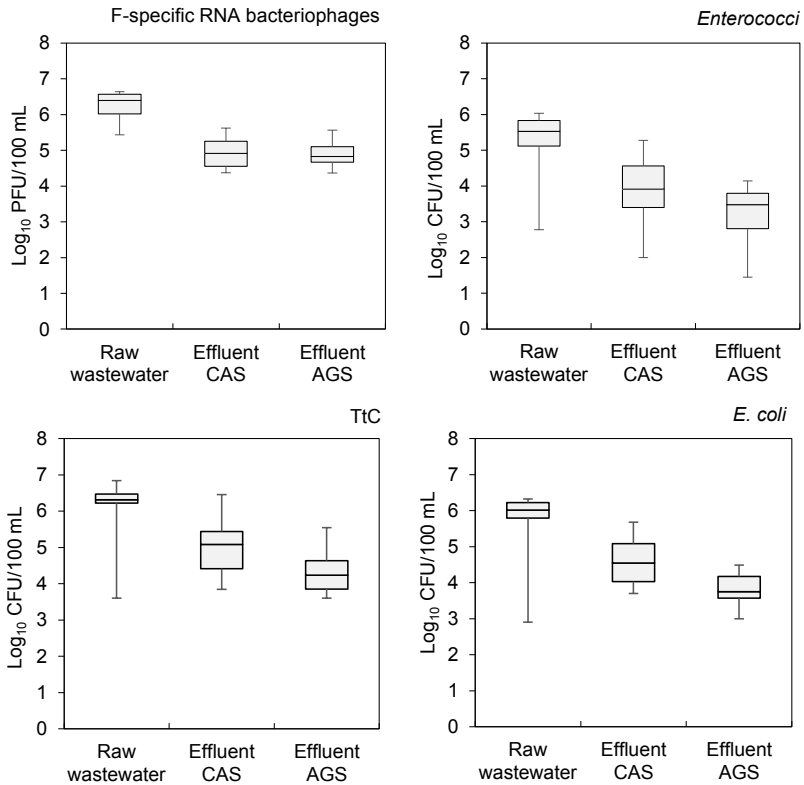 F-specific RNA bacteriophages
Log10 PFU/100 mL
8
7
6
5
4
3
2
1
0
Raw
wastewater
Effluent
CAS
Effluent
AGS
Enterococci
Log10 CFU/100 mL
8
7
6
5
4
3
2
1
0
Raw
wastewater
Effluent
CAS
Effluent
AGS
TtC
Log10 CFU/100 mL
8
7
6
5
4
3
2
1
0
Raw
wastewater
Effluent
CAS
Effluent
AGS
E. coli
Log10 CFU/100 mL
8
7
6
5
4
3
2
1
0
Raw
wastewater
Effluent
CAS
Effluent
AGS